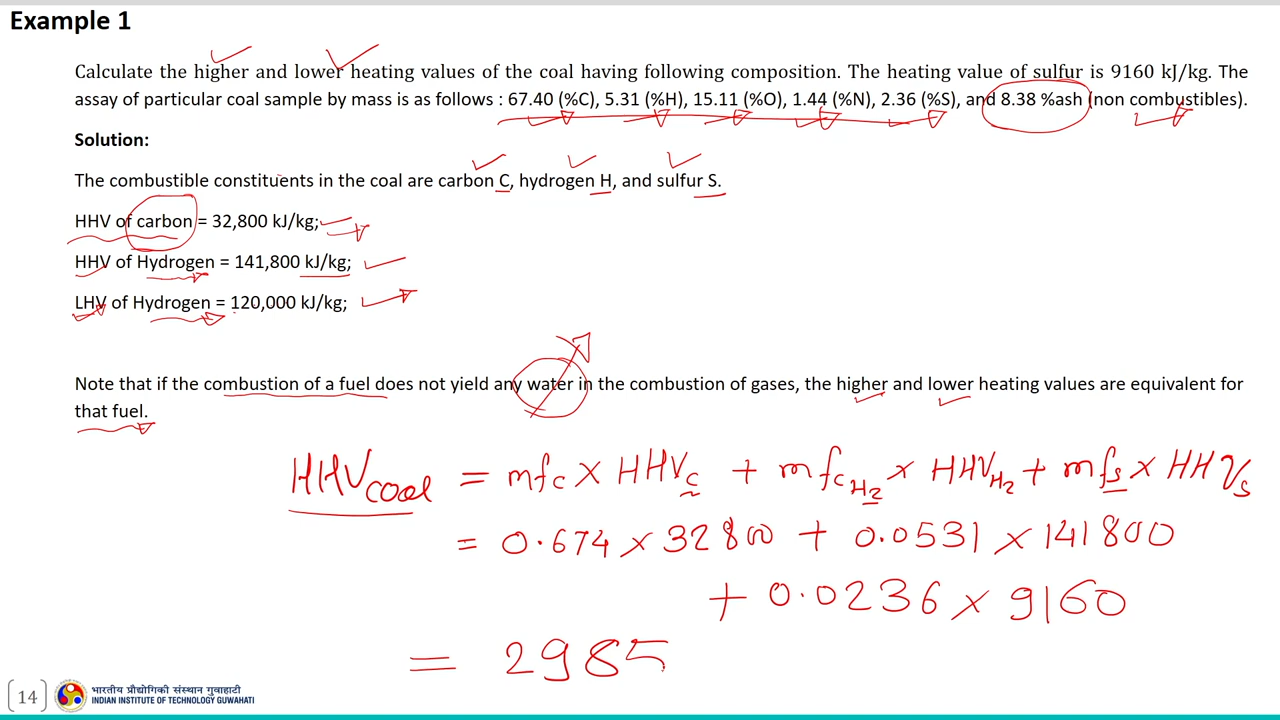 Example 1
Calculate the higher and lower heating values of the coal having following composition. The heating value of sulfur is 9160 kJ/kg. The
assay of particular coal sample by mass is as follows : 67.40 (%C), 5.31 (%H), 15.11 (%O), 1.44 (%N), 2.36 (%S), and 8.38 %ash (non combustibles).
Solution:
The combustible constituents in the coal are carbon C, hydrogen H, and sulfur S.
HHV of carbon = 32,800 kJ/kg;
HHV of Hydrogen = 141,800 kJ/kg;
LHV of Hydrogen = 120,000 kJ/kg;
Note that if the combustion of a fuel does not yield any water in the combustion of gases, the higher and lower heating values are equivalent for
that fuel.
HHV coal = mfc × HHVc + mfc H2 × HHV H2 + mfs × HHVs
= 0.674 × 32800 + 0.0531 × 141800
+ 0.0236 × 9160
= 2985
14
भारतीय प्रौद्योगिकी संस्थान गुवाहाटी
INDIAN INSTITUTE OF TECHNOLOGY GUWAHATI